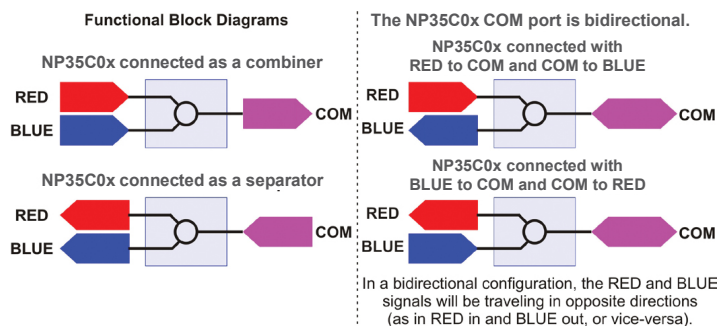 Functional Block Diagrams
NP35C0x connected as a combiner
RED
BLUE
COM
NP35C0x connected as a separator
RED
BLUE
COM
The NP35C0x COM port is bidirectional.
NP35C0x connected with
RED to COM and COM to BLUE
RED
BLUE
COM
NP35C0x connected with
BLUE to COM and COM to RED
RED
BLUE
COM
In a bidirectional configuration, the RED and BLUE
signals will be traveling in opposite directions
(as in RED in and BLUE out, or vice-versa).